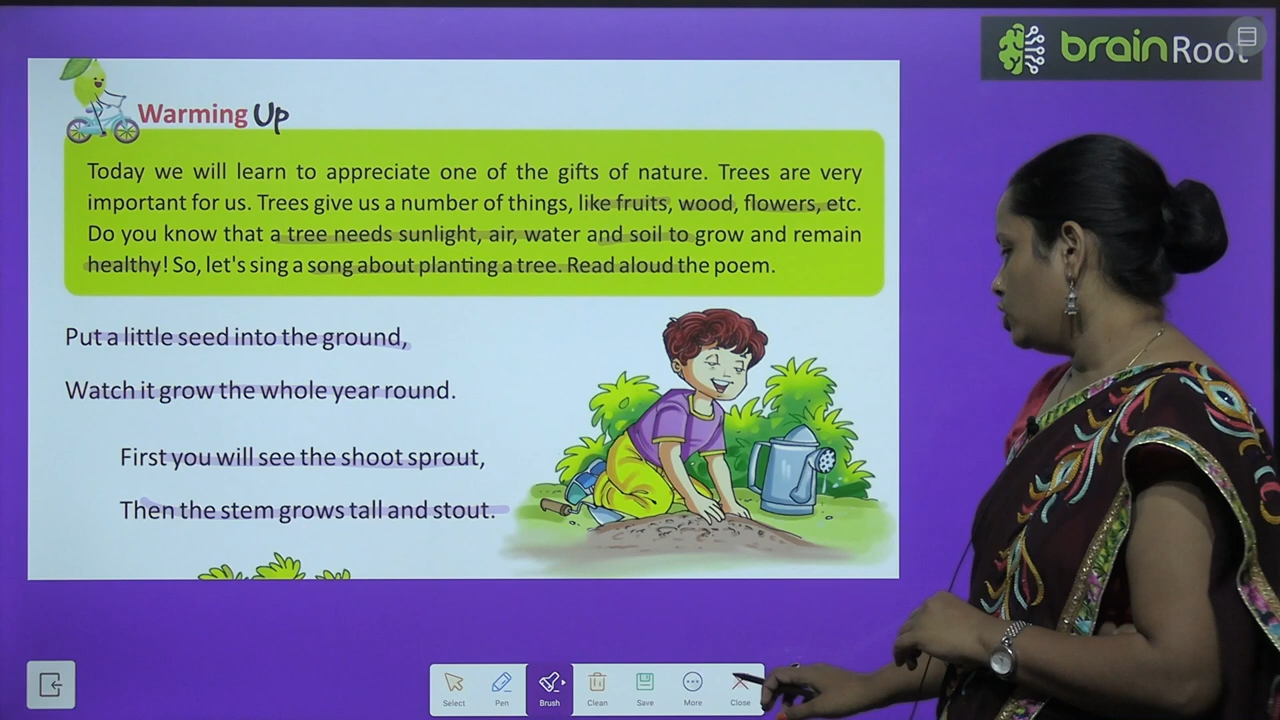 brainRoot
Warming Up
Today we will learn to appreciate one of the gifts of nature. Trees are very
important for us. Trees give us a number of things, like fruits, wood, flowers, etc.
Do you know that a tree needs sunlight, air, water and soil to grow and remain
healthy! So, let's sing a song about planting a tree. Read aloud the poem.
Put a little seed into the ground,
Watch it grow the whole year round.
First you will see the shoot sprout,
Then the stem grows tall and stout.
Select Pen Brush Clean Save More Close